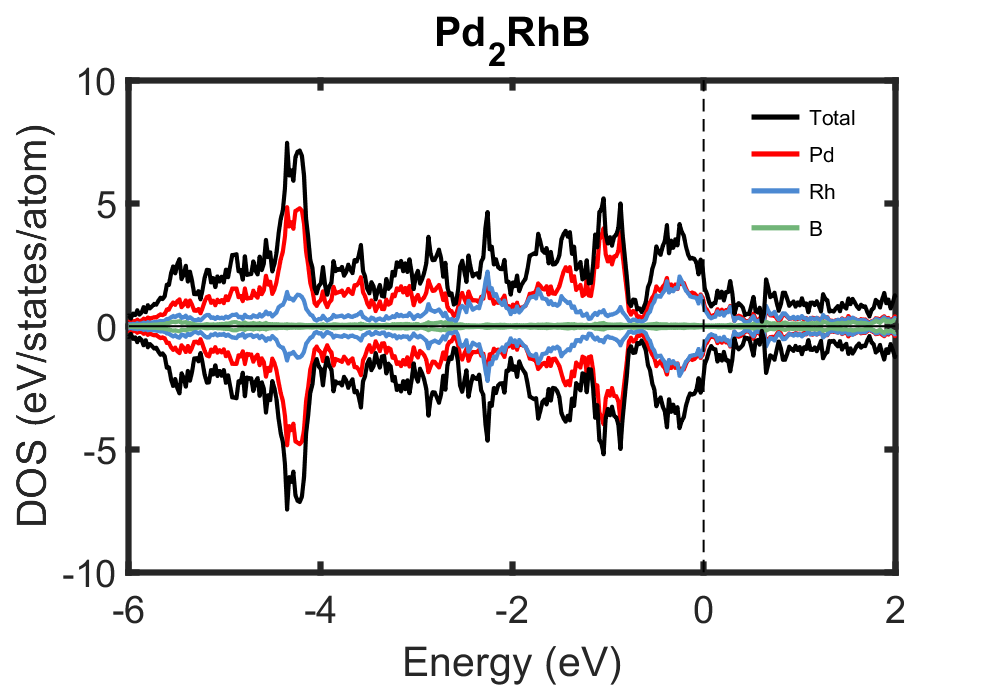 Pd₂RhB
DOS (eV/states/atom)
10
5
0
-5
-10
Total
Pd
Rh
B
-6 -4 -2 0 2
Energy (eV)